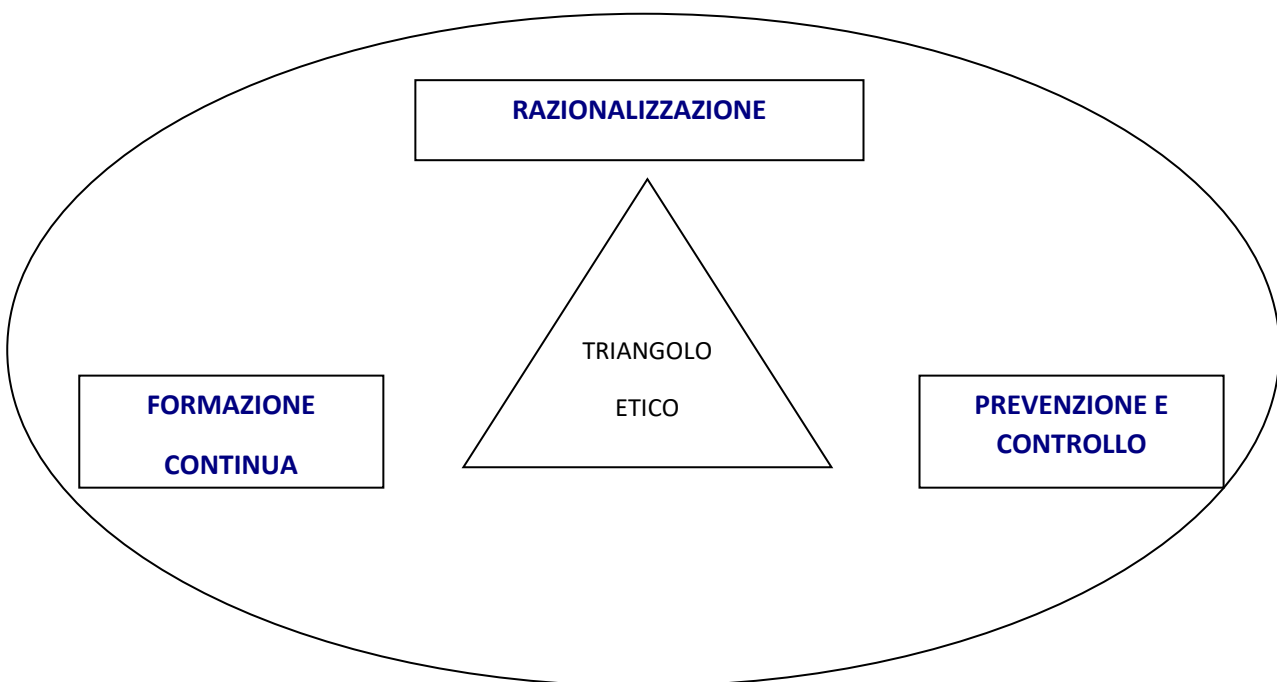 RAZIONALIZZAZIONE
TRIANGOLO
ETICO
FORMAZIONE
CONTINUA
PREVENZIONE E
CONTROLLO